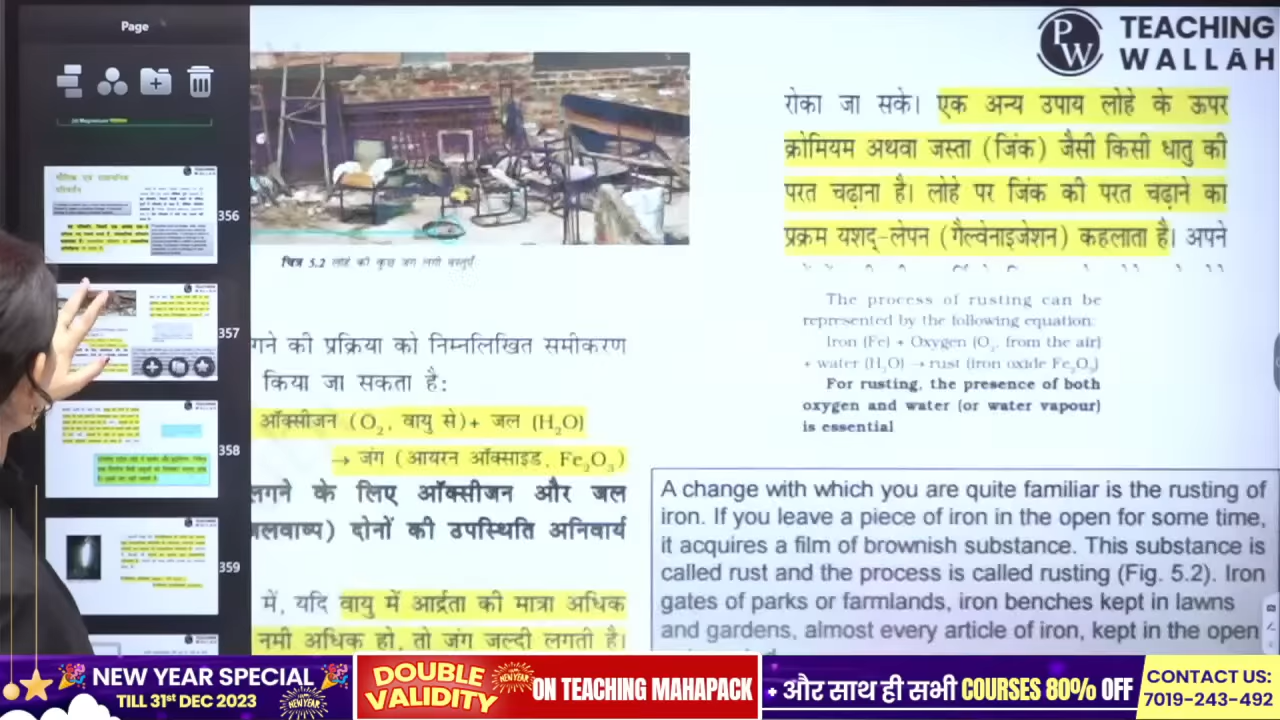 Page
TEACHING
WALLAH
356
357
358
359
रोका जा सके। एक अन्य उपाय लोहे के ऊपर
क्रोमियम अथवा जस्ता (जिंक) जैसी किसी धातु की
परत चढ़ाना है। लोहे पर जिंक की परत चढ़ाने का
प्रक्रम यशद्-लेपन (गैल्वेनाइजेशन) कहलाता है। अपने
चित्र 5.2 लोहे की कुछ जंग लगी वस्तुएँ
गने की प्रक्रिया को निम्नलिखित समीकरण
किया जा सकता है:
ऑक्सीजन (O₂, वायु से)+ जल (H₂O)
→ जंग (आयरन ऑक्साइड, Fe₂O₃)
लगने के लिए ऑक्सीजन और जल
जलवाष्प) दोनों की उपस्थिति अनिवार्य
में, यदि वायु में आर्द्रता की मात्रा अधिक
नमी अधिक हो, तो जंग जल्दी लगती है।
The process of rusting can be
represented by the following equation:
Iron (Fe) + Oxygen (O₂, from the air)
+ water (H₂O) → rust (iron oxide Fe₂O₃)
For rusting, the presence of both
oxygen and water (or water vapour)
is essential
A change with which you are quite familiar is the rusting of
iron. If you leave a piece of iron in the open for some time,
it acquires a film of brownish substance. This substance is
called rust and the process is called rusting (Fig. 5.2). Iron
gates of parks or farmlands, iron benches kept in lawns
and gardens, almost every article of iron, kept in the open
NEW YEAR SPECIAL
TILL 31st DEC 2023
DOUBLE
VALIDITY
NEW YEAR
ON TEACHING MAHAPACK
+ और साथ ही सभी COURSES 80% OFF
CONTACT US:
7019-243-492